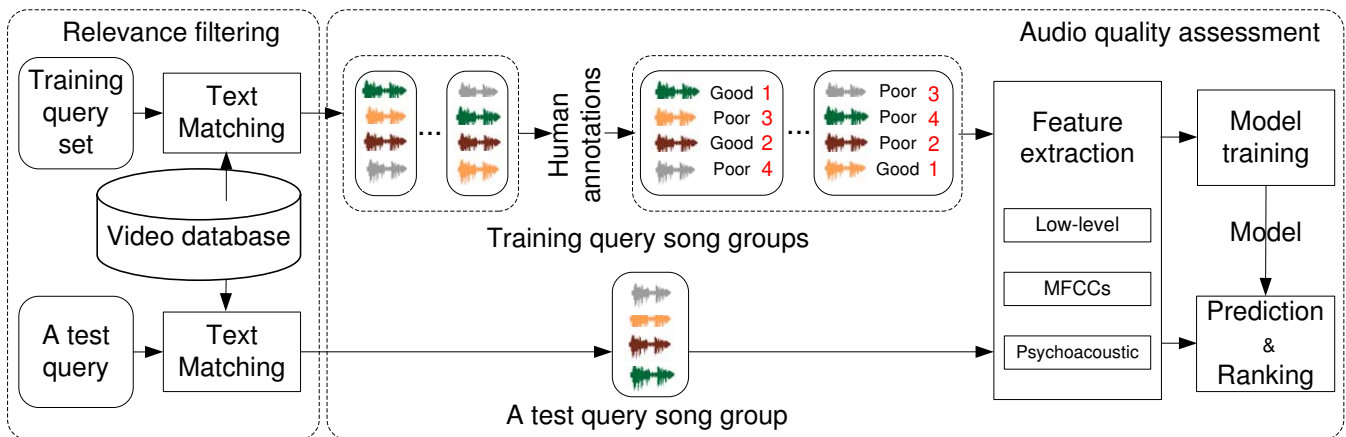 Relevance filtering
Audio quality assessment
Training
query
set
Text
Matching
...
Human
annotations
Good 1
Poor 3
Good 2
Poor 4
...
Poor 3
Poor 4
Poor 2
Good 1
Training query song groups
Feature
extraction
Low-level
MFCCs
Psychoacoustic
Model
training
Model
Prediction
&
Ranking
Video database
A test
query
Text
Matching
A test query song group